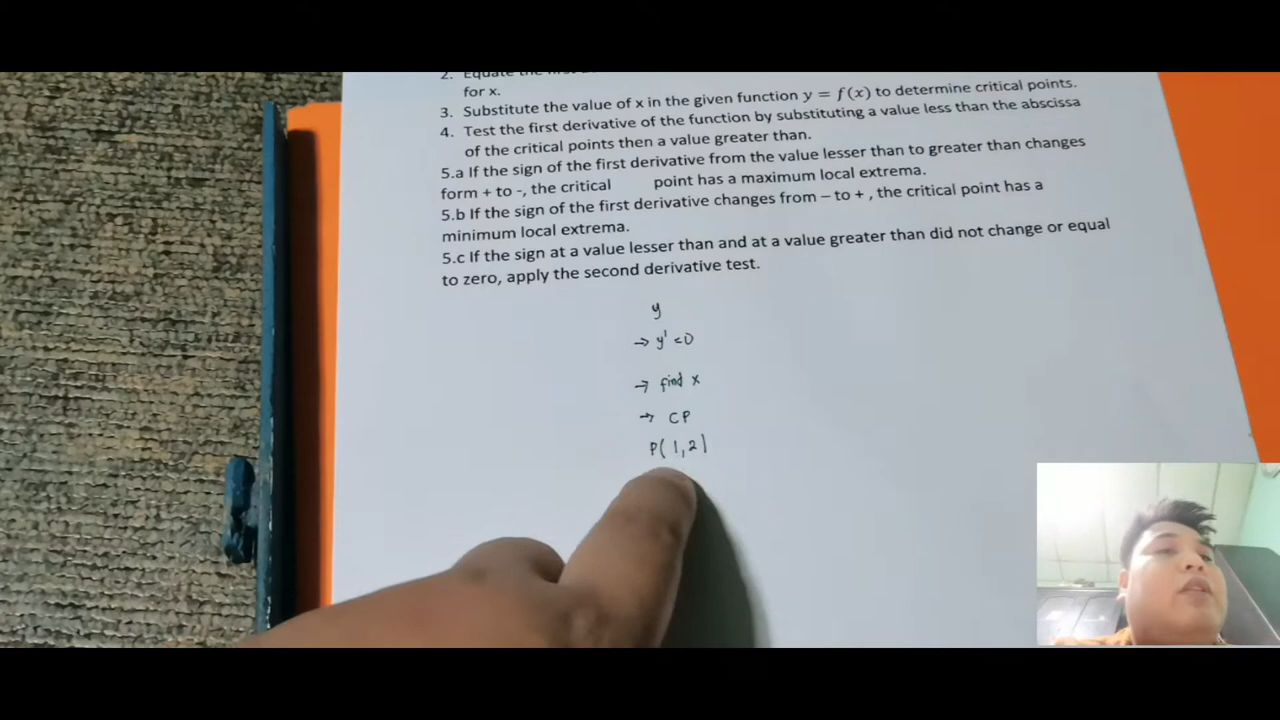 2. Equate the
for x.
3. Substitute the value of x in the given function y = f(x) to determine critical points.
4. Test the first derivative of the function by substituting a value less than the abscissa
of the critical points then a value greater than.
5.a If the sign of the first derivative from the value lesser than to greater than changes
form + to -, the critical point has a maximum local extrema.
5.b If the sign of the first derivative changes from – to + , the critical point has a
minimum local extrema.
5.c If the sign at a value lesser than and at a value greater than did not change or equal
to zero, apply the second derivative test.
y
→ y' = 0
→ find x
→ CP
P(1,2)